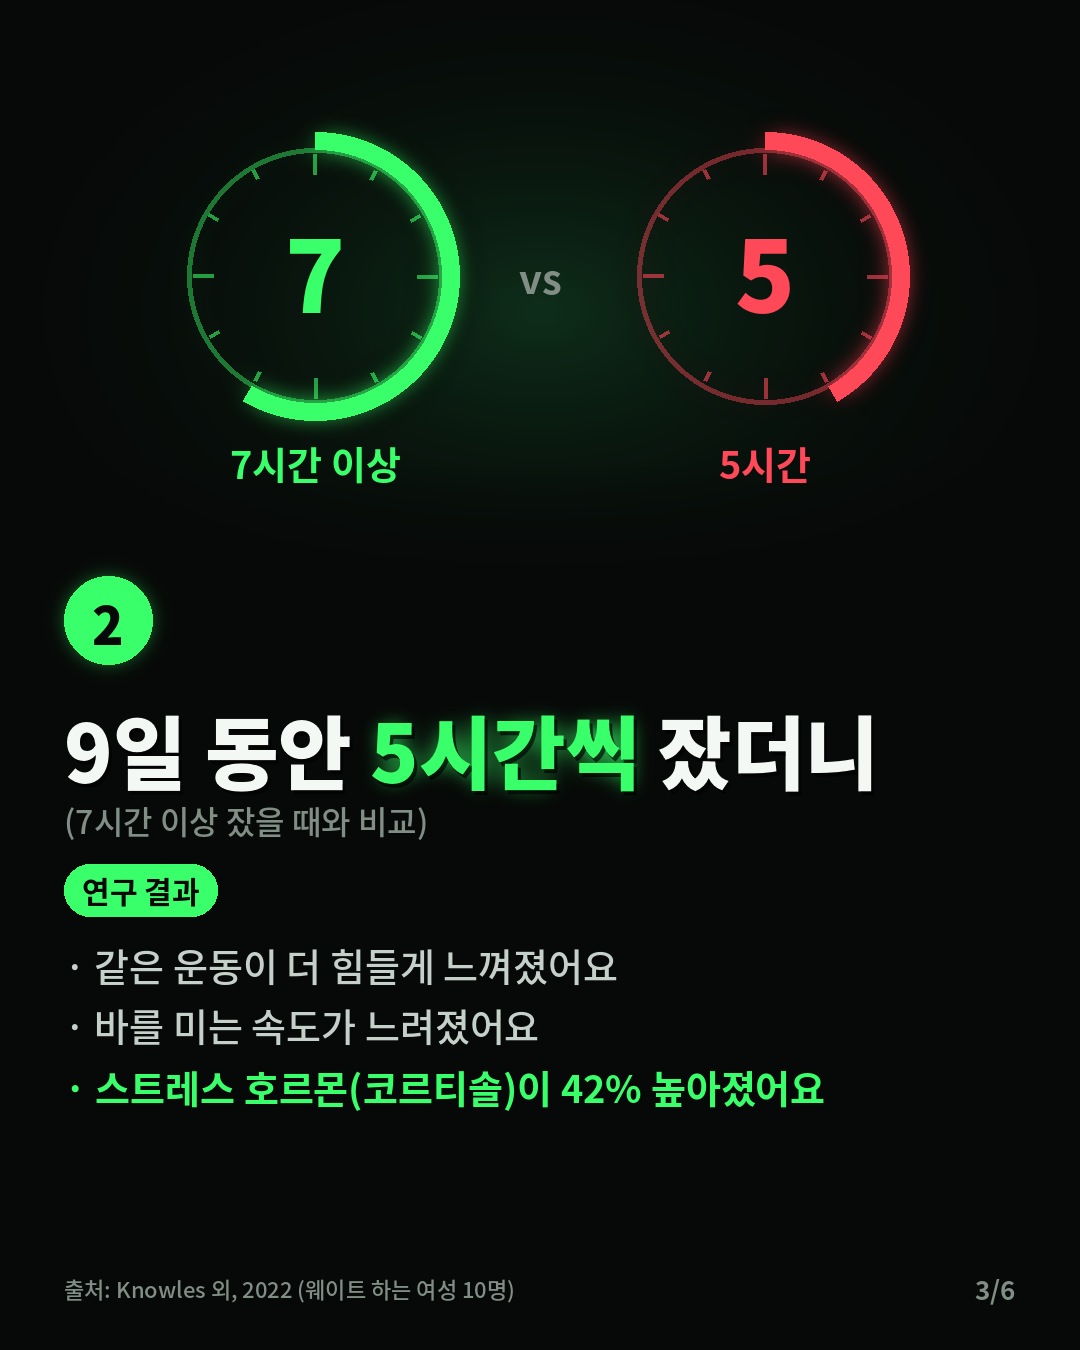 7
vs
5
7시간 이상
5시간
2
9일 동안 5시간씩 잤더니
(7시간 이상 잤을 때와 비교)
연구 결과
· 같은 운동이 더 힘들게 느껴졌어요
· 바를 미는 속도가 느려졌어요
· 스트레스 호르몬(코르티솔)이 42% 높아졌어요
출처: Knowles 외, 2022 (웨이트 하는 여성 10명)
3/6